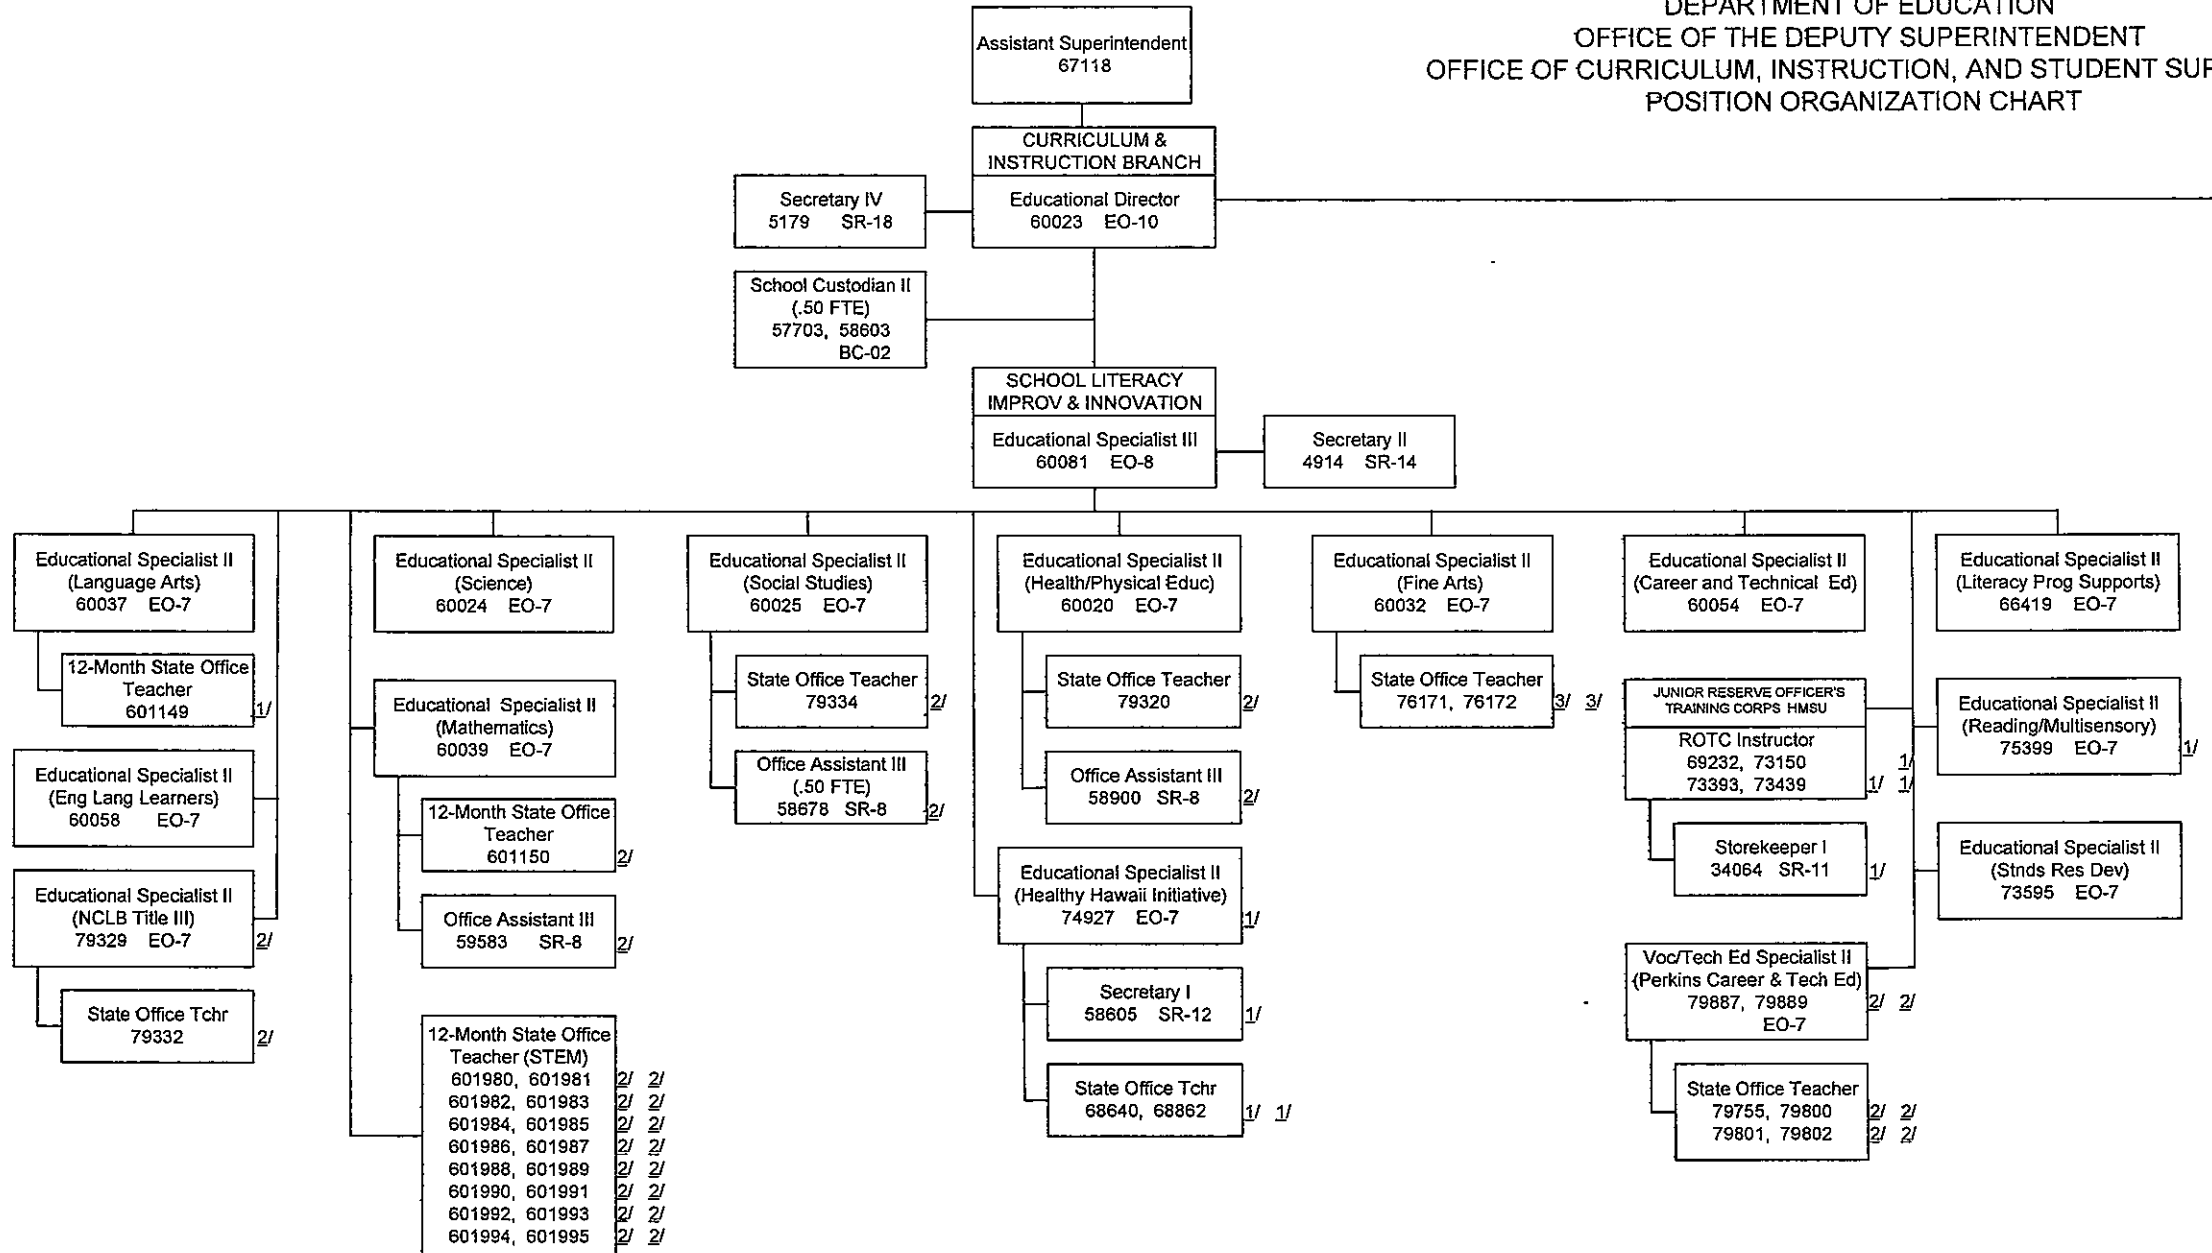 DEPARTMENT OF EDUCATION
OFFICE OF THE DEPUTY SUPERINTENDENT
OFFICE OF CURRICULUM, INSTRUCTION, AND STUDENT
POSITION ORGANIZATION CHART
Assistant Superintendent
67118
CURRICULUM &
INSTRUCTION BRANCH
Educational Director
60023 EO-10
Secretary IV
5179 SR-18
School Custodian II
(.50 FTE)
57703, 58603
BC-02
SCHOOL LITERACY
IMPROV & INNOVATION
Educational Specialist III
60081 EO-8
Secretary II
4914 SR-14
Educational Specialist II
(Language Arts)
60037 EO-7
12-Month State Office
Teacher
601149 1/
Educational Specialist II
(Eng Lang Learners)
60058 EO-7
Educational Specialist II
(NCLB Title III)
79329 EO-7 2/
State Office Tchr
79332 2/
Educational Specialist II
(Science)
60024 EO-7
Educational Specialist II
(Mathematics)
60039 EO-7
12-Month State Office
Teacher
601150 2/
Office Assistant III
59583 SR-8 2/
12-Month State Office
Teacher (STEM)
601980, 601981 2/ 2/
601982, 601983 2/ 2/
601984, 601985 2/ 2/
601986, 601987 2/ 2/
601988, 601989 2/ 2/
601990, 601991 2/ 2/
601992, 601993 2/ 2/
601994, 601995 2/ 2/
Educational Specialist II
(Social Studies)
60025 EO-7
State Office Teacher
79334 2/
Office Assistant III
(.50 FTE)
58678 SR-8 2/
Educational Specialist II
(Health/Physical Educ)
60020 EO-7
State Office Teacher
79320 2/
Office Assistant III
58900 SR-8 2/
Educational Specialist II
(Healthy Hawaii Initiative)
74927 EO-7 1/
Secretary I
58605 SR-12 1/
State Office Tchr
68640, 68862 1/ 1/
Educational Specialist II
(Fine Arts)
60032 EO-7
State Office Teacher
76171, 76172 3/ 3/
Educational Specialist II
(Career and Technical Ed)
60054 EO-7
JUNIOR RESERVE OFFICER'S
TRAINING CORPS HMSU
ROTC Instructor
69232, 73150 1/
73393, 73439 1/ 1/
Storekeeper I
34064 SR-11 1/
Voc/Tech Ed Specialist II
(Perkins Career & Tech Ed)
79887, 79889 2/ 2/
EO-7
State Office Teacher
79755, 79800 2/ 2/
79801, 79802 2/ 2/
Educational Specialist II
(Literacy Prog Supports)
66419 EO-7
Educational Specialist II
(Reading/Multisensory)
75399 EO-7 1/
Educational Specialist II
(Stnds Res Dev)
73595 EO-7